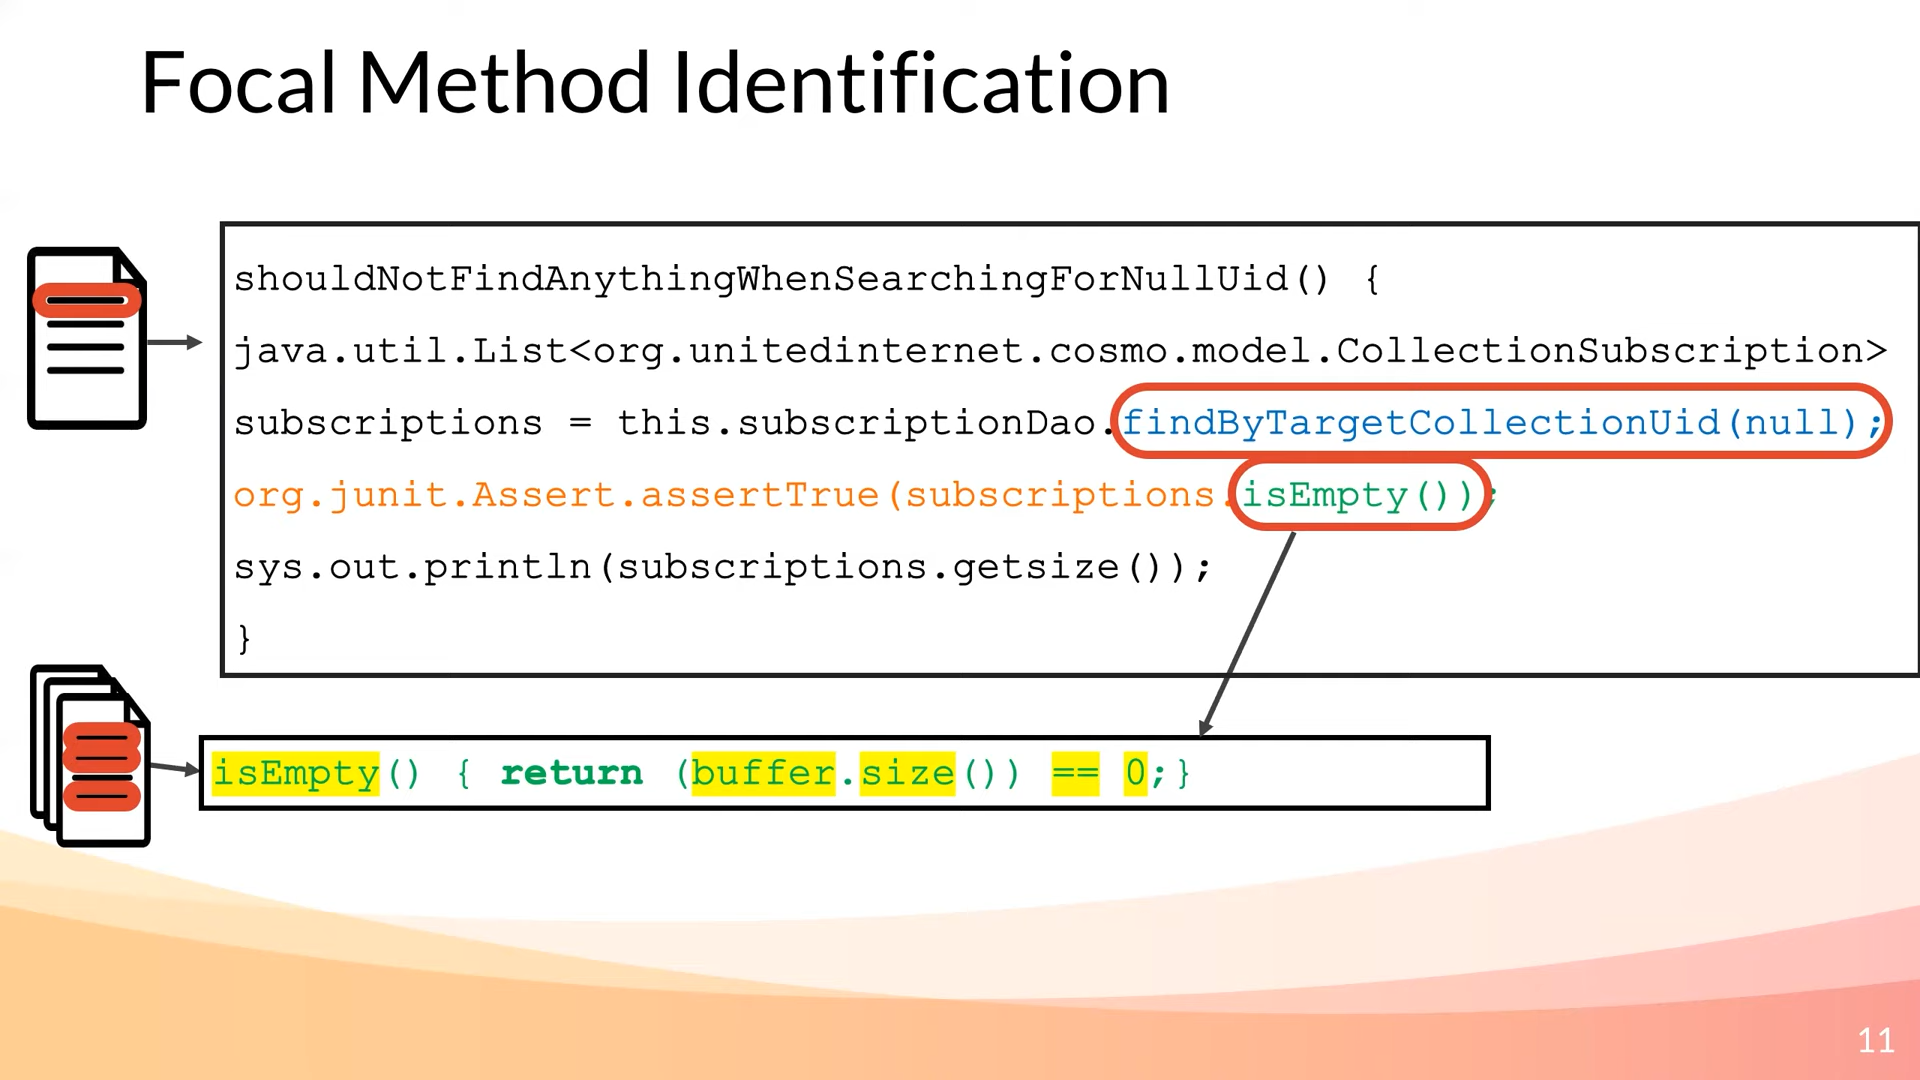 Focal Method Identification
shouldNotFindAnythingWhenSearchingForNullUid() {
java.util.List<org.unitedinternet.cosmo.model.CollectionSubscription>
subscriptions = this.subscriptionDao.findByTargetCollectionUid(null);
org.junit.Assert.assertTrue(subscriptions.isEmpty());
sys.out.println(subscriptions.getsize());
}
isEmpty() { return (buffer.size()) == 0;}
11